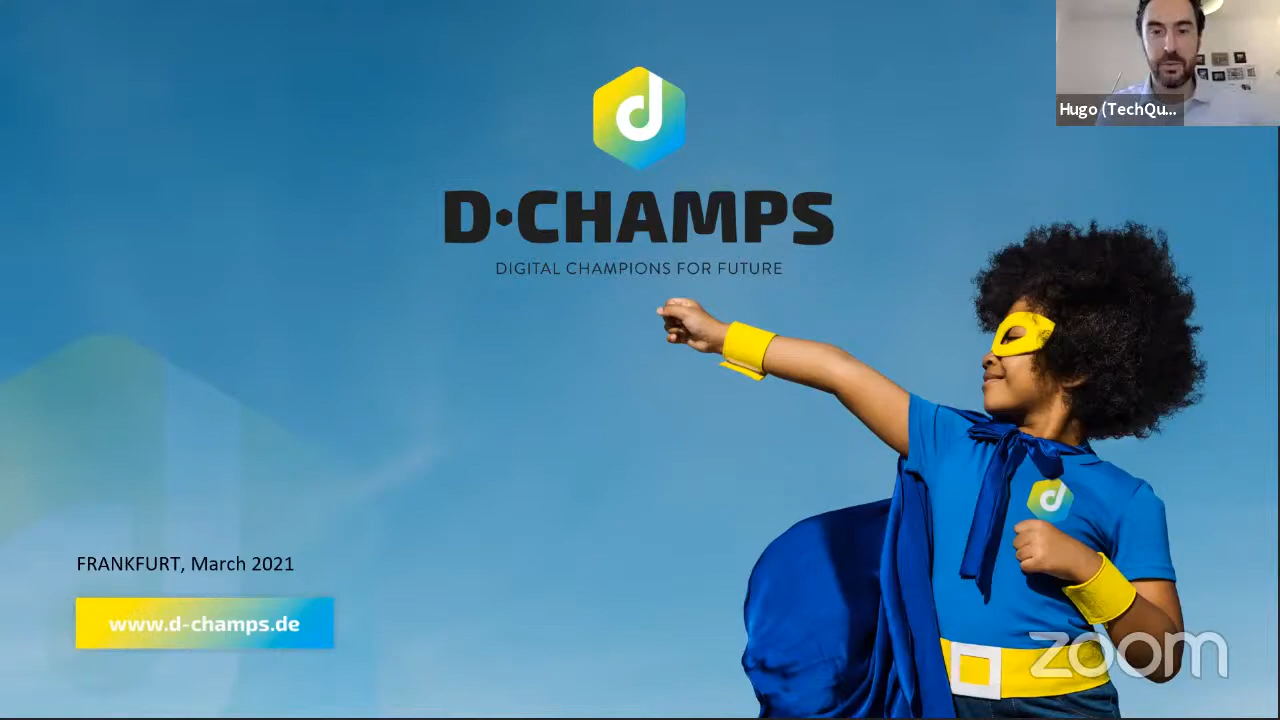 Hugo (TechQu...
d
D·CHAMPS
DIGITAL CHAMPIONS FOR FUTURE
d
FRANKFURT, March 2021
www.d-champs.de
zoom